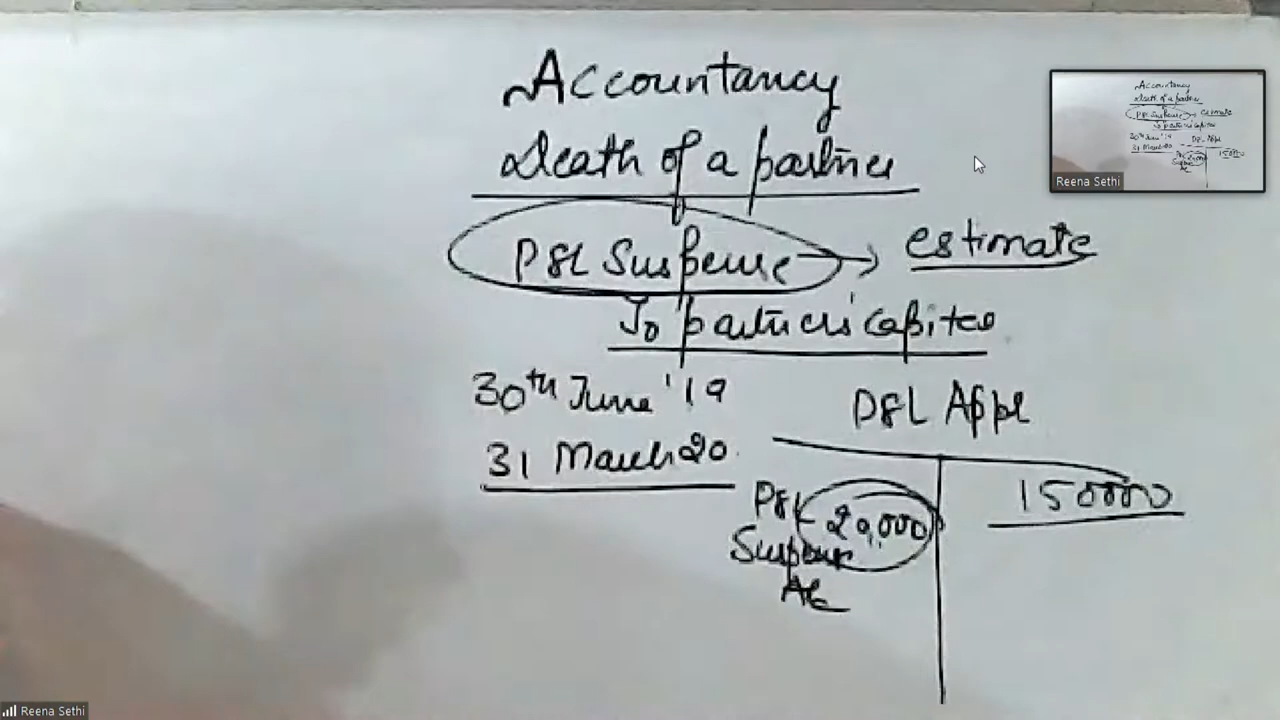 Accountancy
death of a partner
P&L Suspense → estimate
To partner's Capital
30th June '19
31 March 20
P&L Appr
P&L Suspense A/c
20,000
150000
Reena Sethi
Reena Sethi